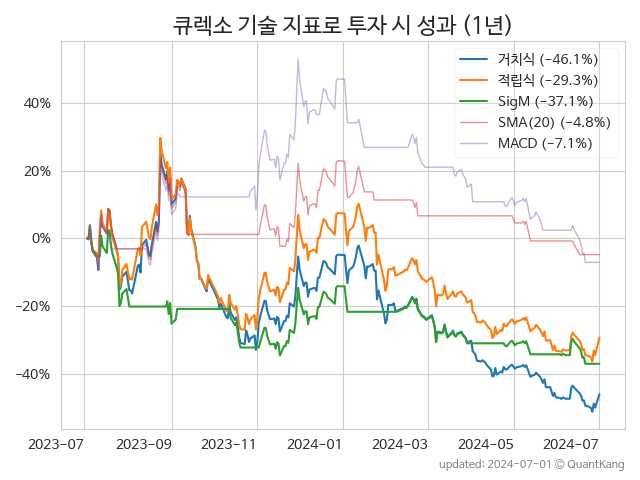 큐렉소 기술 지표로 투자 시 성과 (1년)
거치식 (−46.1%)
적립식 (−29.3%)
SigM (−37.1%)
SMA(20) (−4.8%)
MACD (−7.1%)
40%
20%
0%
−20%
−40%
2023-07 2023-09 2023-11 2024-01 2024-03 2024-05 2024-07
updated: 2024-07-01 © QuantKang